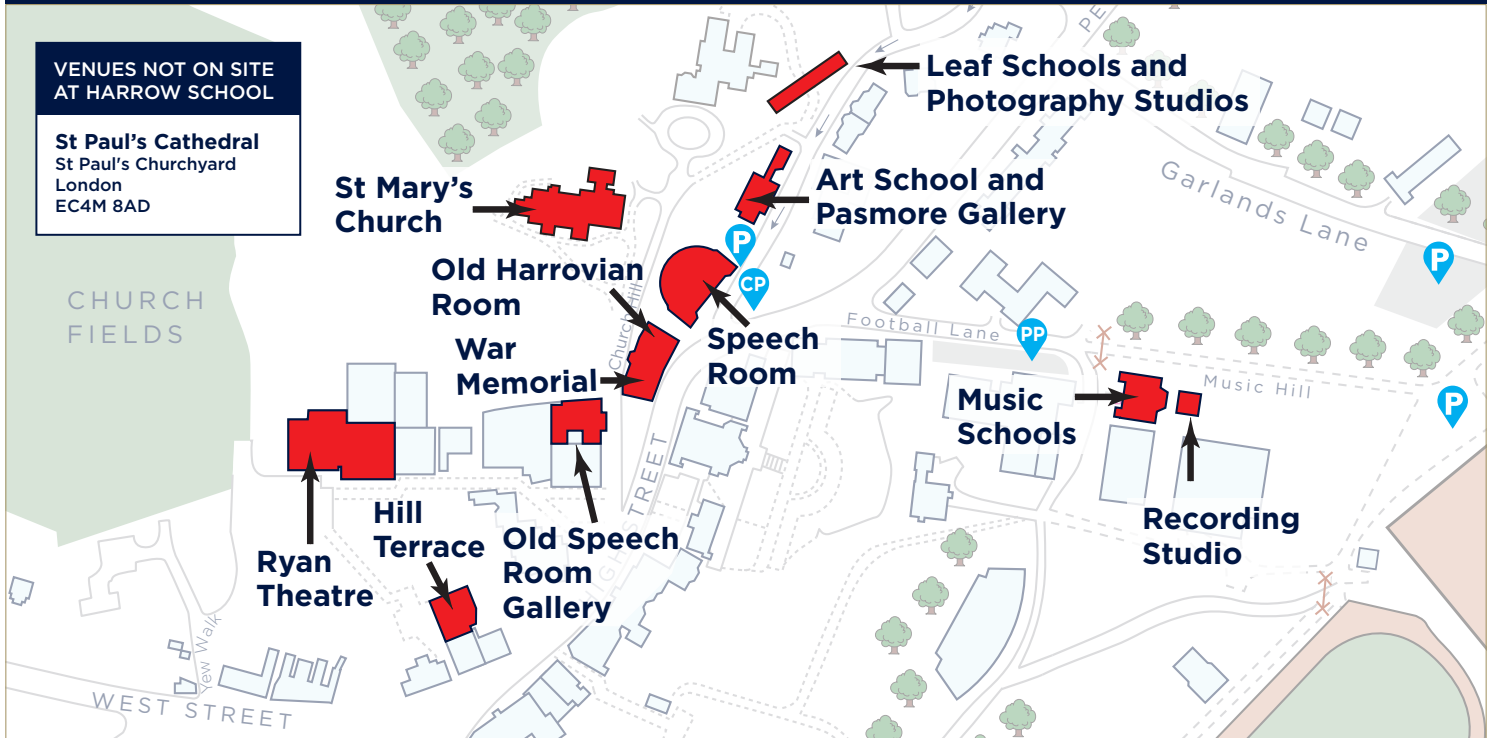 VENUES NOT ON SITE
AT HARROW SCHOOL
St Paul's Cathedral
St Paul's Churchyard
London
EC4M 8AD
PE
Leaf Schools and
Photography Studios
St Mary's
Church
Art School and
Pasmore Gallery
Garlands Lane
P
P
CP
Old Harrovian
Room
CHURCH
FIELDS
Church Hill
Football Lane
PP
Speech
Room
War
Memorial
Music Hill
P
Music
Schools
STREET
Hill
Terrace
Old Speech
Room
Gallery
Ryan
Theatre
Recording
Studio
Yew Walk
WEST STREET